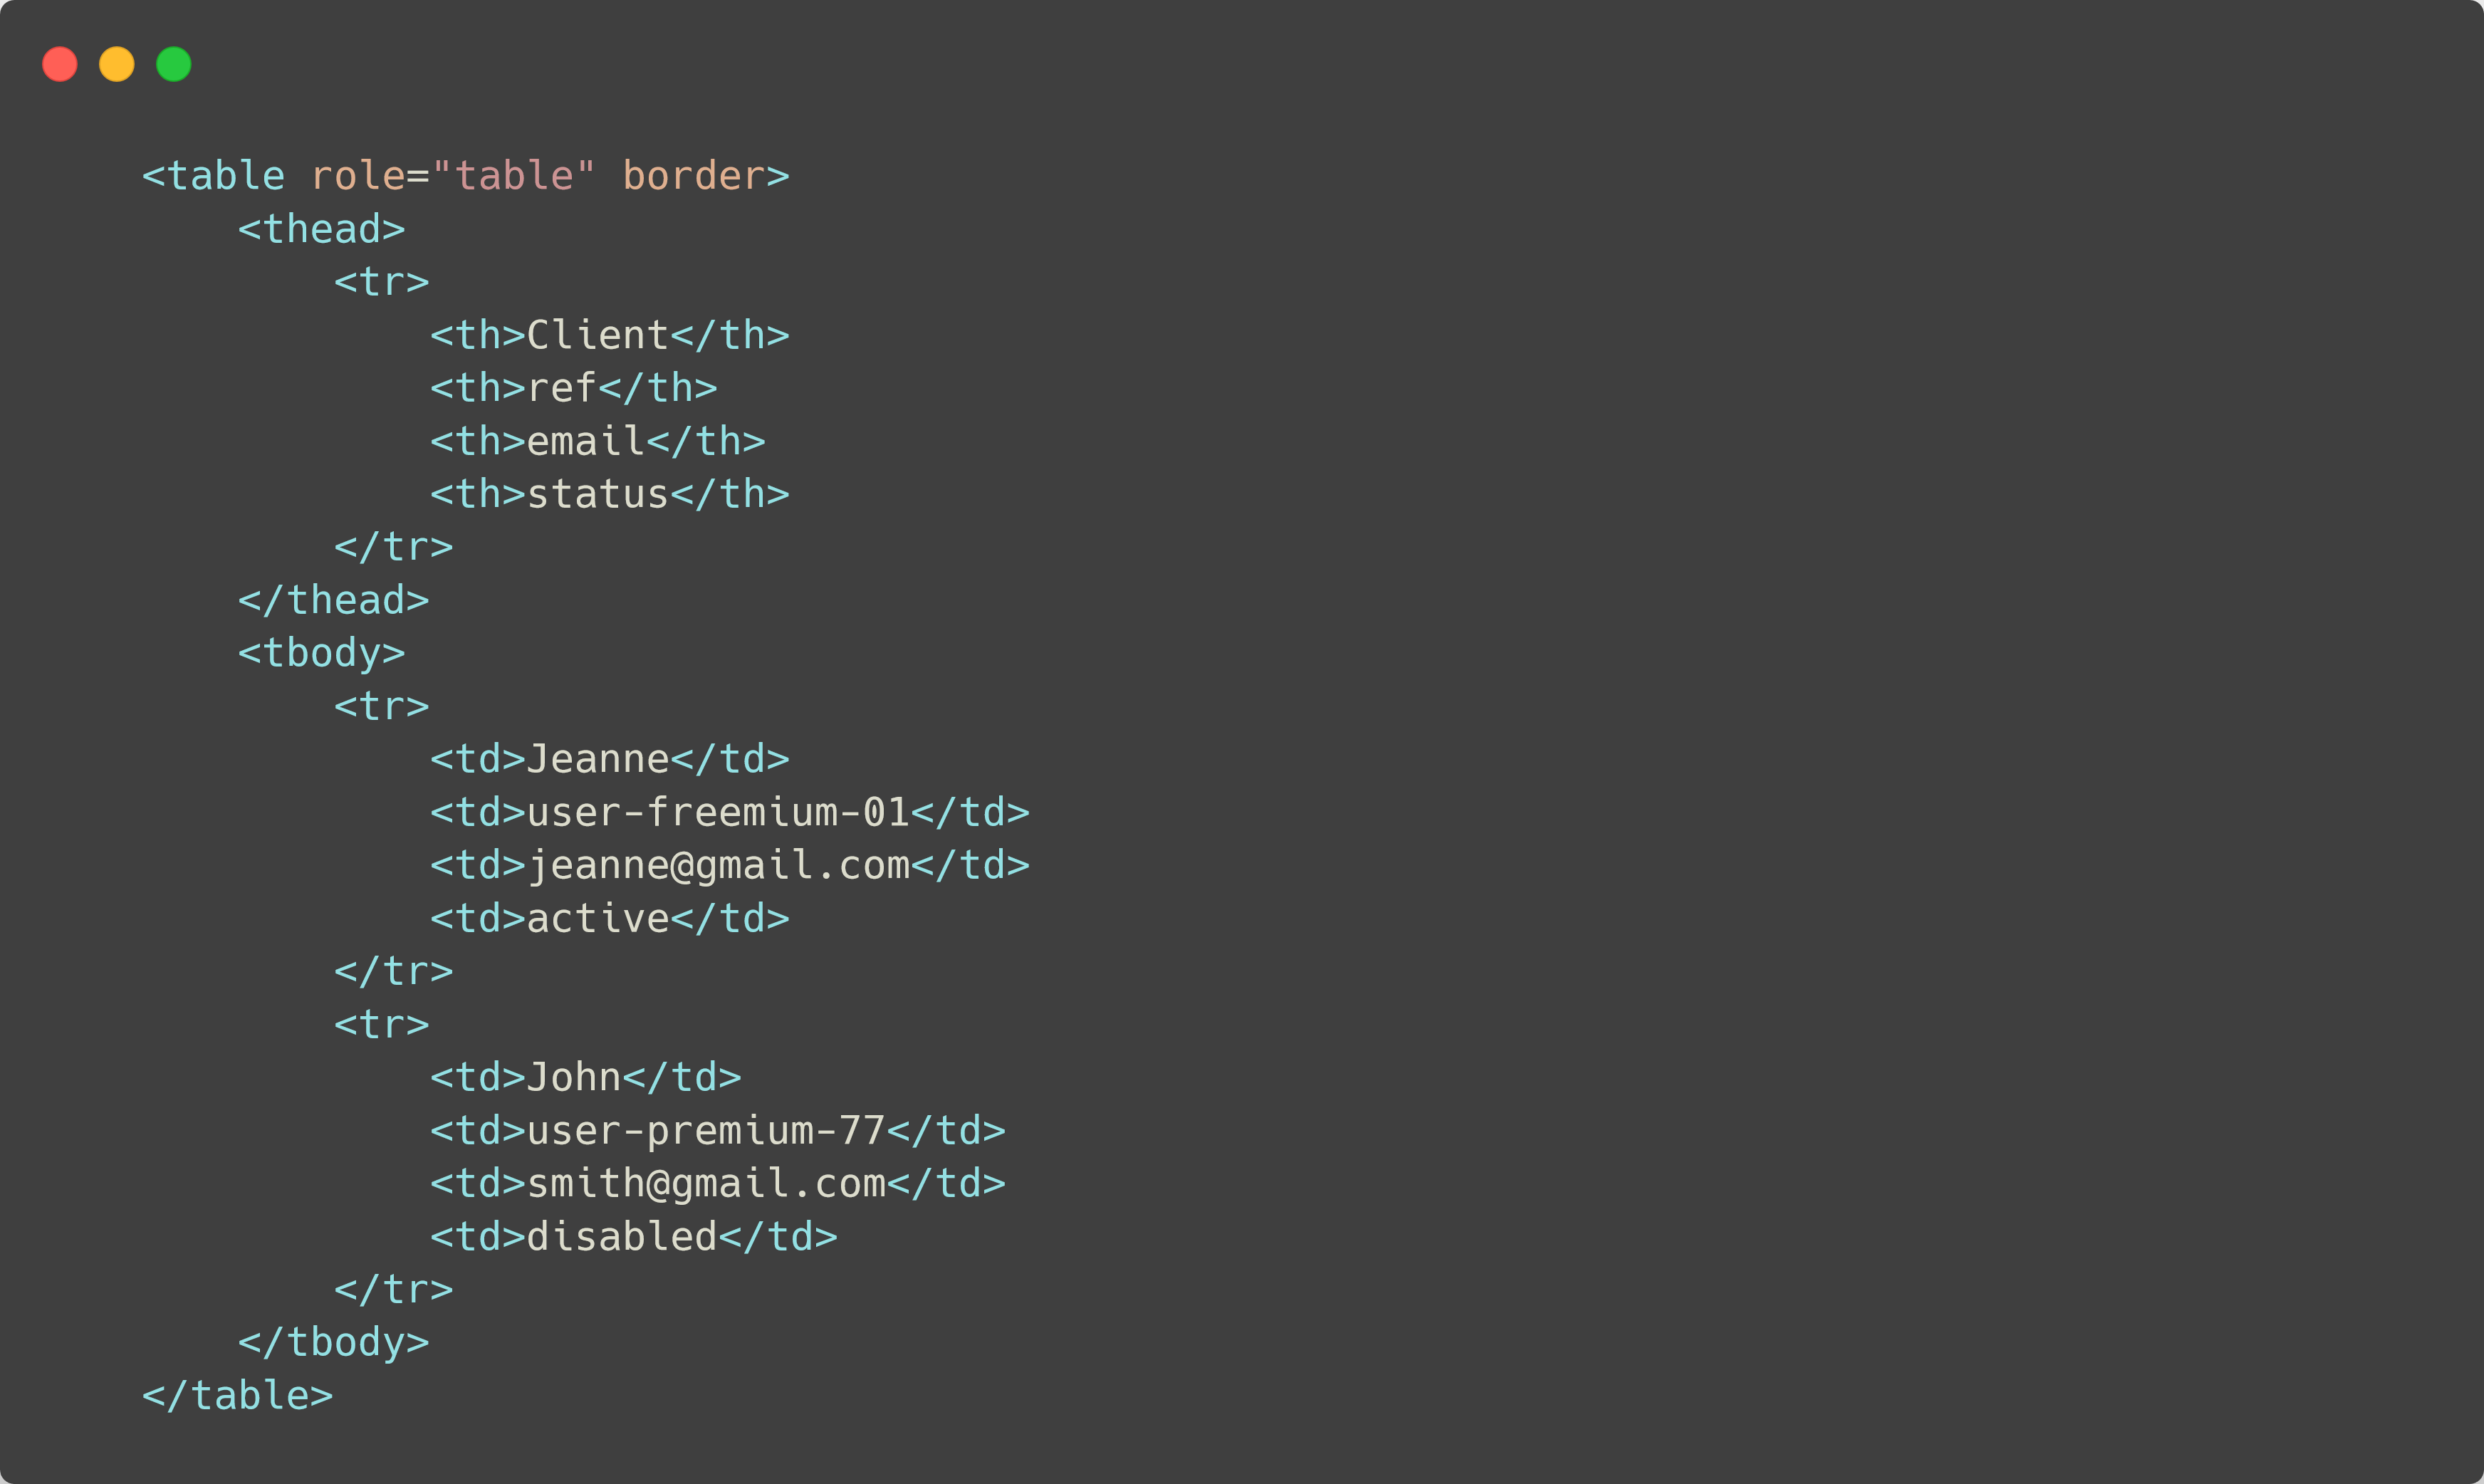 <table role="table" border>
    <thead>
        <tr>
            <th>Client</th>
            <th>ref</th>
            <th>email</th>
            <th>status</th>
        </tr>
    </thead>
    <tbody>
        <tr>
            <td>Jeanne</td>
            <td>user-freemium-01</td>
            <td>jeanne@gmail.com</td>
            <td>active</td>
        </tr>
        <tr>
            <td>John</td>
            <td>user-premium-77</td>
            <td>smith@gmail.com</td>
            <td>disabled</td>
        </tr>
    </tbody>
</table>